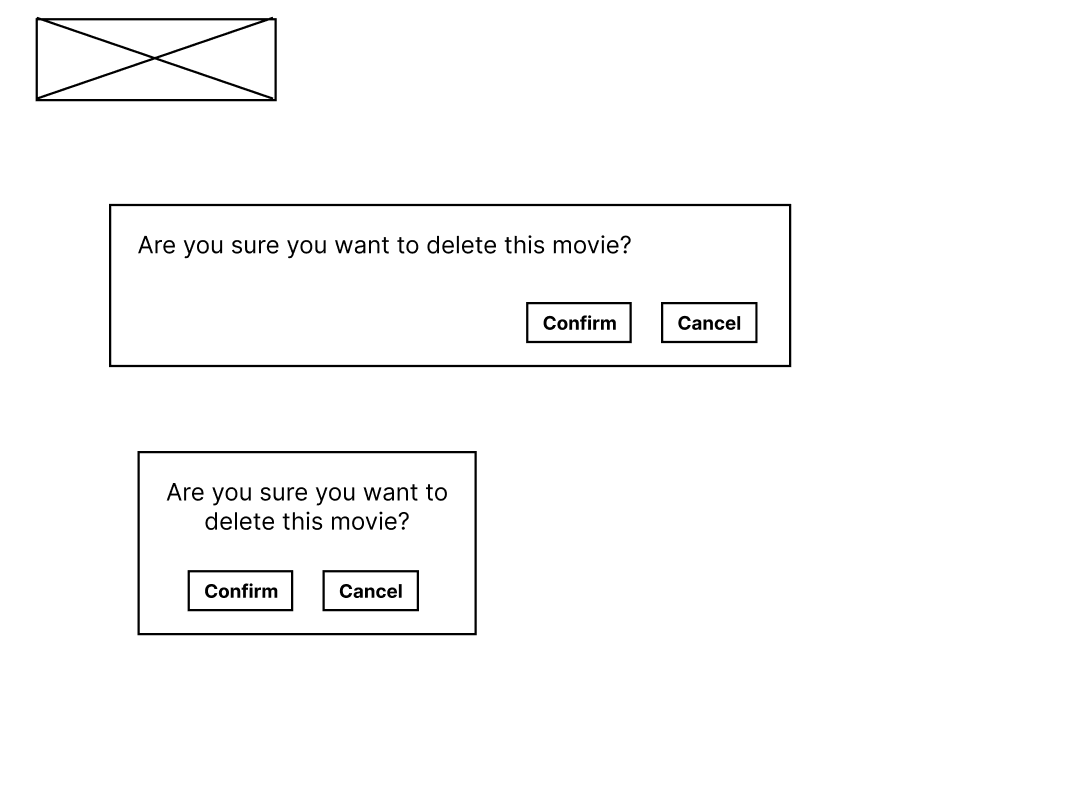 Are you sure you want to delete this movie?
Confirm Cancel
Are you sure you want to
delete this movie?
Confirm Cancel